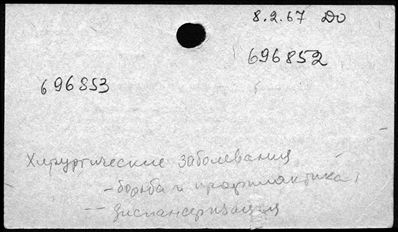 8.2.67 До
696852
696853
Хирургические заболевания
- борьба и профилактика,
-- диспансеризация